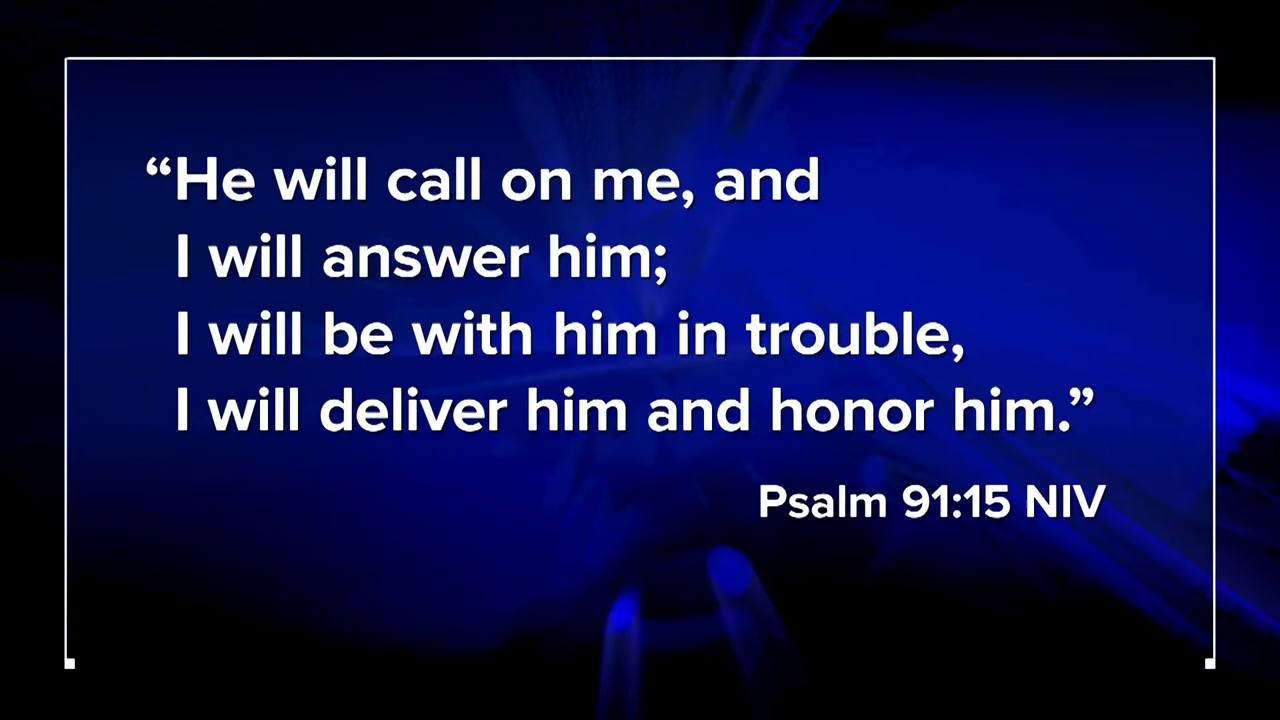 “He will call on me, and
I will answer him;
I will be with him in trouble,
I will deliver him and honor him.”
Psalm 91:15 NIV